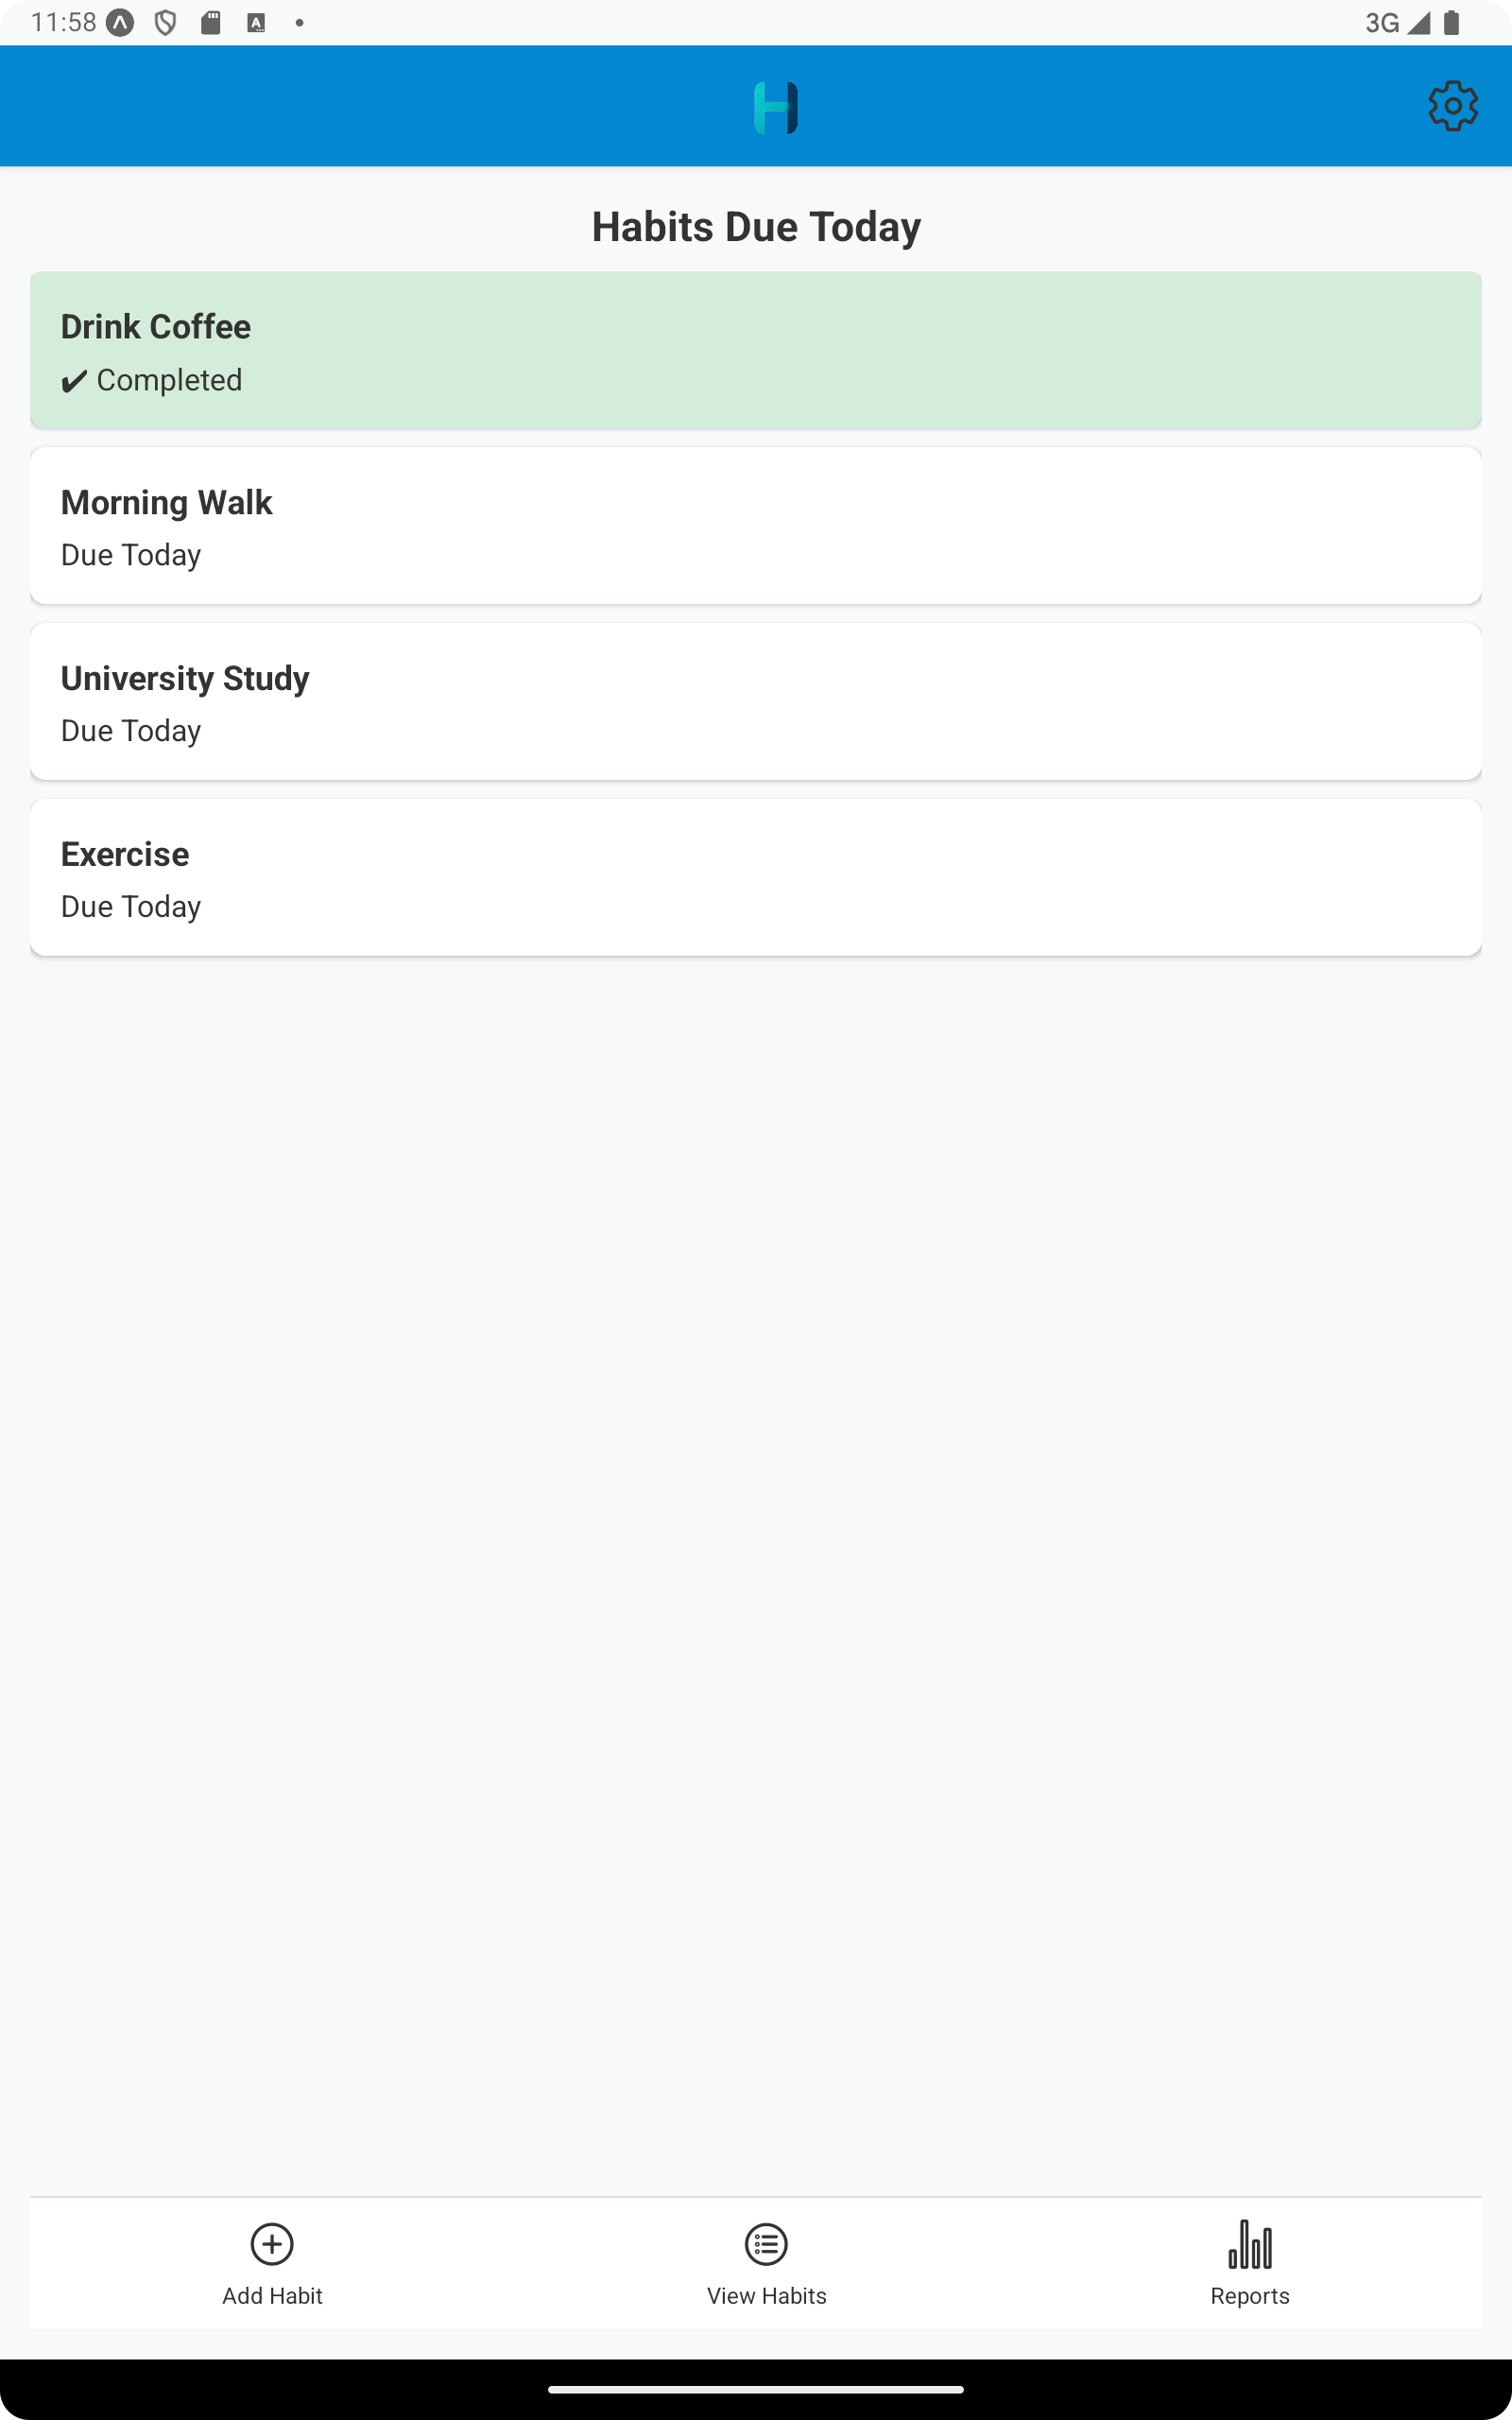 11:58
3G
H
Habits Due Today
Drink Coffee
✔ Completed
Morning Walk
Due Today
University Study
Due Today
Exercise
Due Today
Add Habit
View Habits
Reports